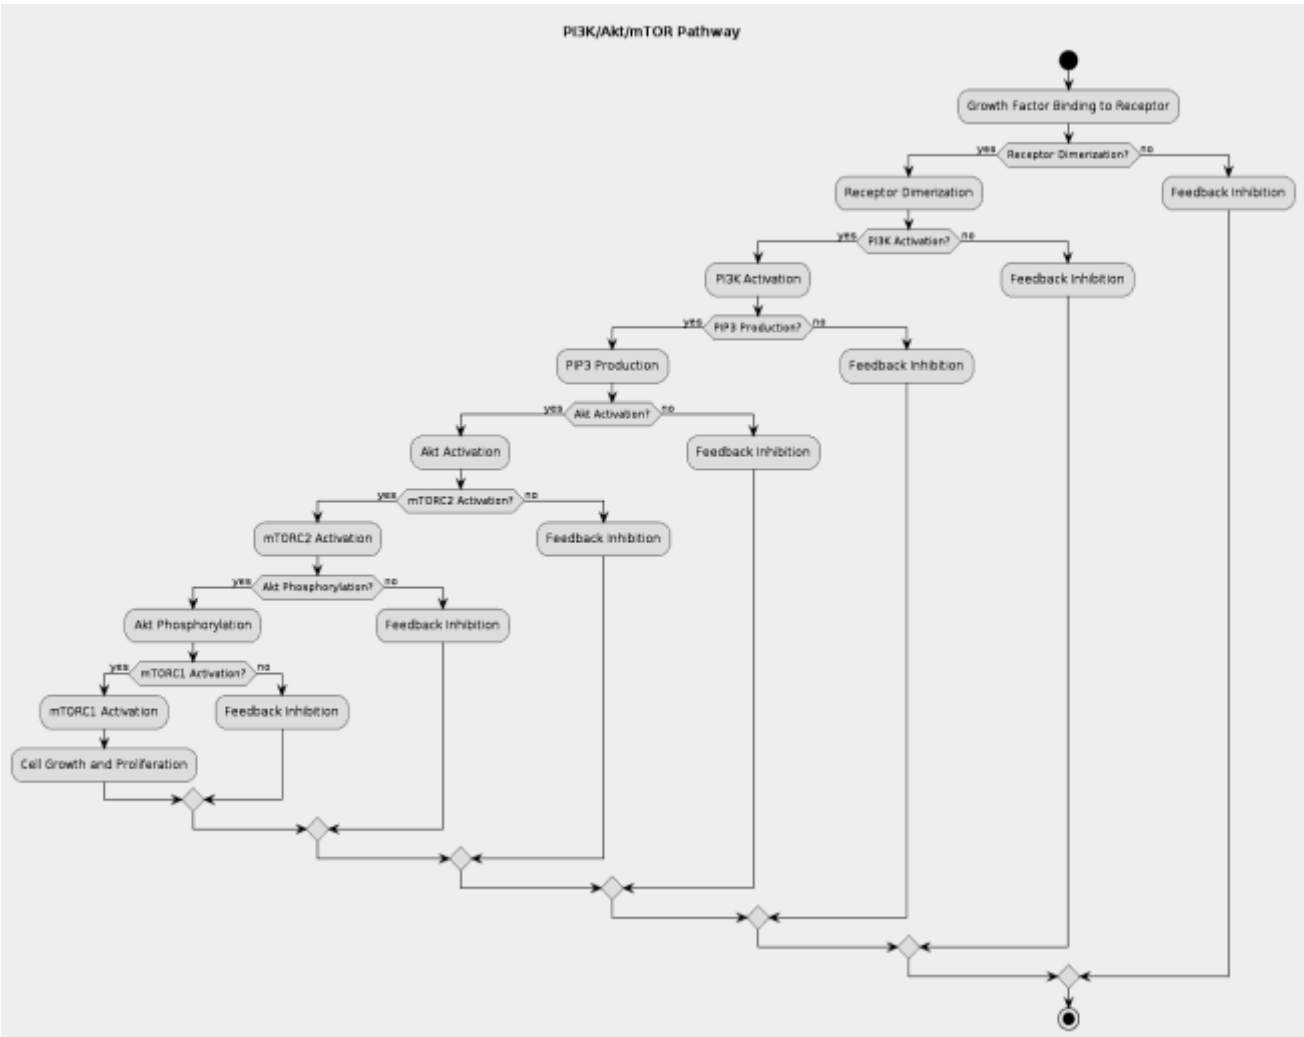 PI3K/Akt/mTOR Pathway
Growth Factor Binding to Receptor
yes
Receptor Dimerization?
no
Receptor Dimerization
Feedback Inhibition
yes
PI3K Activation?
no
PI3K Activation
Feedback Inhibition
yes
PIP3 Production?
no
PIP3 Production
Feedback Inhibition
yes
Akt Activation?
no
Akt Activation
Feedback Inhibition
yes
mTORC2 Activation?
no
mTORC2 Activation
Feedback Inhibition
yes
Akt Phosphorylation?
no
Akt Phosphorylation
Feedback Inhibition
yes
mTORC1 Activation?
no
mTORC1 Activation
Feedback Inhibition
Cell Growth and Proliferation